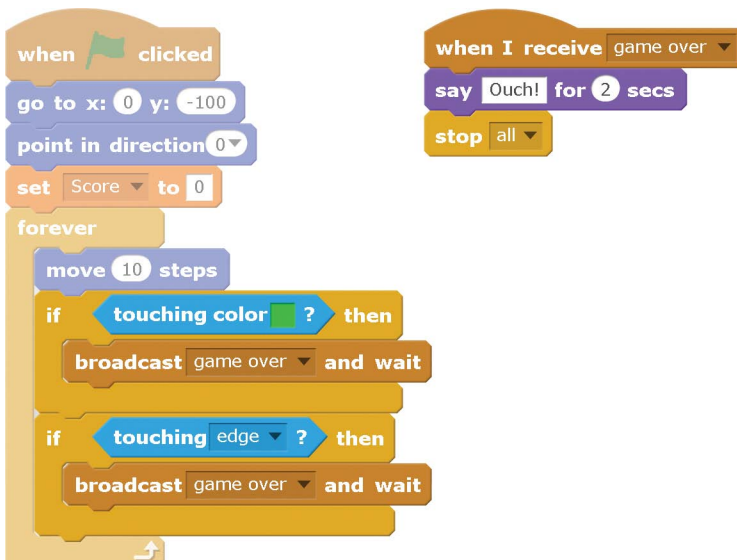 when clicked
go to x: 0 y: -100
point in direction 0
set Score to 0
forever
move 10 steps
if touching color ? then
broadcast game over and wait
if touching edge ? then
broadcast game over and wait
when I receive game over
say Ouch! for 2 secs
stop all